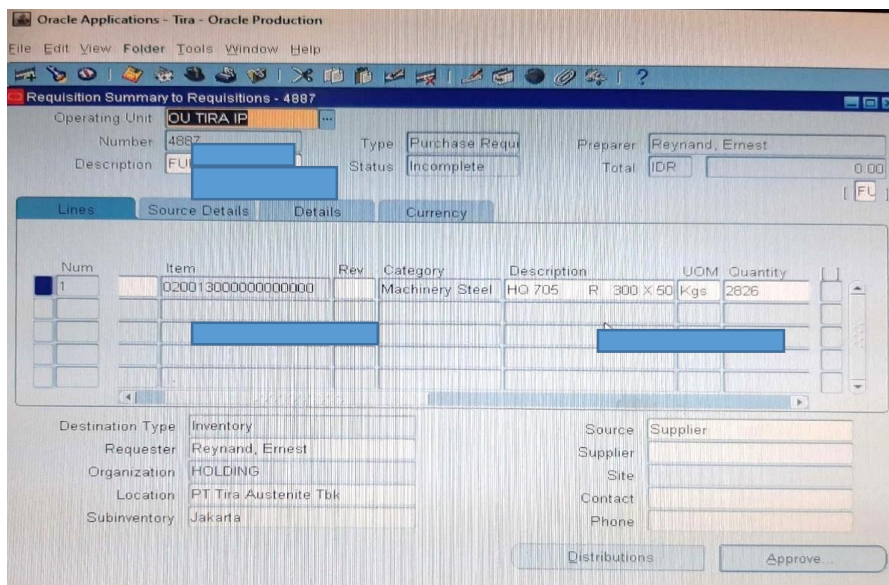 Oracle Applications - Tira - Oracle Production
File Edit View Folder Tools Window Help
Requisition Summary to Requisitions - 4887
Operating Unit OU TIRA IP
Number 4887 Type Purchase Requi Preparer Reynand, Ernest
Description Status Incomplete Total IDR 0.00
[ FU ]
Lines Source Details Details Currency
Num Item Rev Category Description UOM Quantity [ ]
1 020013000000000000 Machinery Steel HQ 705 R 300 X 50 Kgs 2826
Destination Type Inventory Source Supplier
Requester Reynand, Ernest Supplier
Organization HOLDING Site
Location PT Tira Austenite Tbk Contact
Subinventory Jakarta Phone
Distributions Approve...